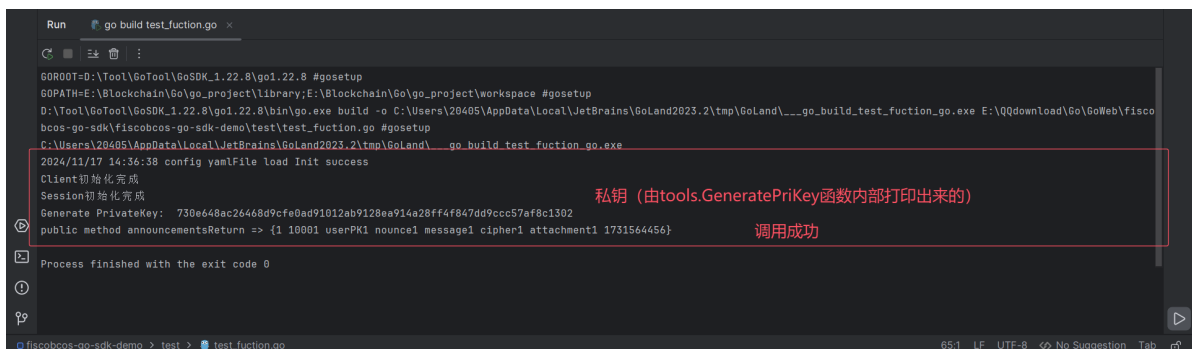 Run go build test_fuction.go ×
GOROOT=D:\Tool\GoTool\GoSDK_1.22.8\go1.22.8 #gosetup
GOPATH=E:\Blockchain\Go\go_project\library;E:\Blockchain\Go\go_project\workspace #gosetup
D:\Tool\GoTool\GoSDK_1.22.8\go1.22.8\bin\go.exe build -o C:\Users\20405\AppData\Local\JetBrains\GoLand2023.2\tmp\GoLand\___go_build_test_fuction_go.exe E:\QQdownload\Go\GoWeb\fisco
bcos-go-sdk\fiscobcos-go-sdk-demo\test\test_fuction.go #gosetup
C:\Users\20405\AppData\Local\JetBrains\GoLand2023.2\tmp\GoLand\___go_build_test_fuction_go.exe
2024/11/17 14:36:38 config yamlFile load Init success
Client初始化完成
Session初始化完成
私钥（由tools.GeneratePriKey函数内部打印出来的）
Generate PrivateKey: 730e648ac26468d9cfe0ad91012ab9128ea914a28ff4f847dd9ccc57af8c1302
public method announcementsReturn => {1 10001 userPK1 nounce1 message1 cipher1 attachment1 1731564456}
调用成功
Process finished with the exit code 0
fiscobcos-go-sdk-demo > test > test_fuction.go
65:1 LF UTF-8 No Suggestion Tab